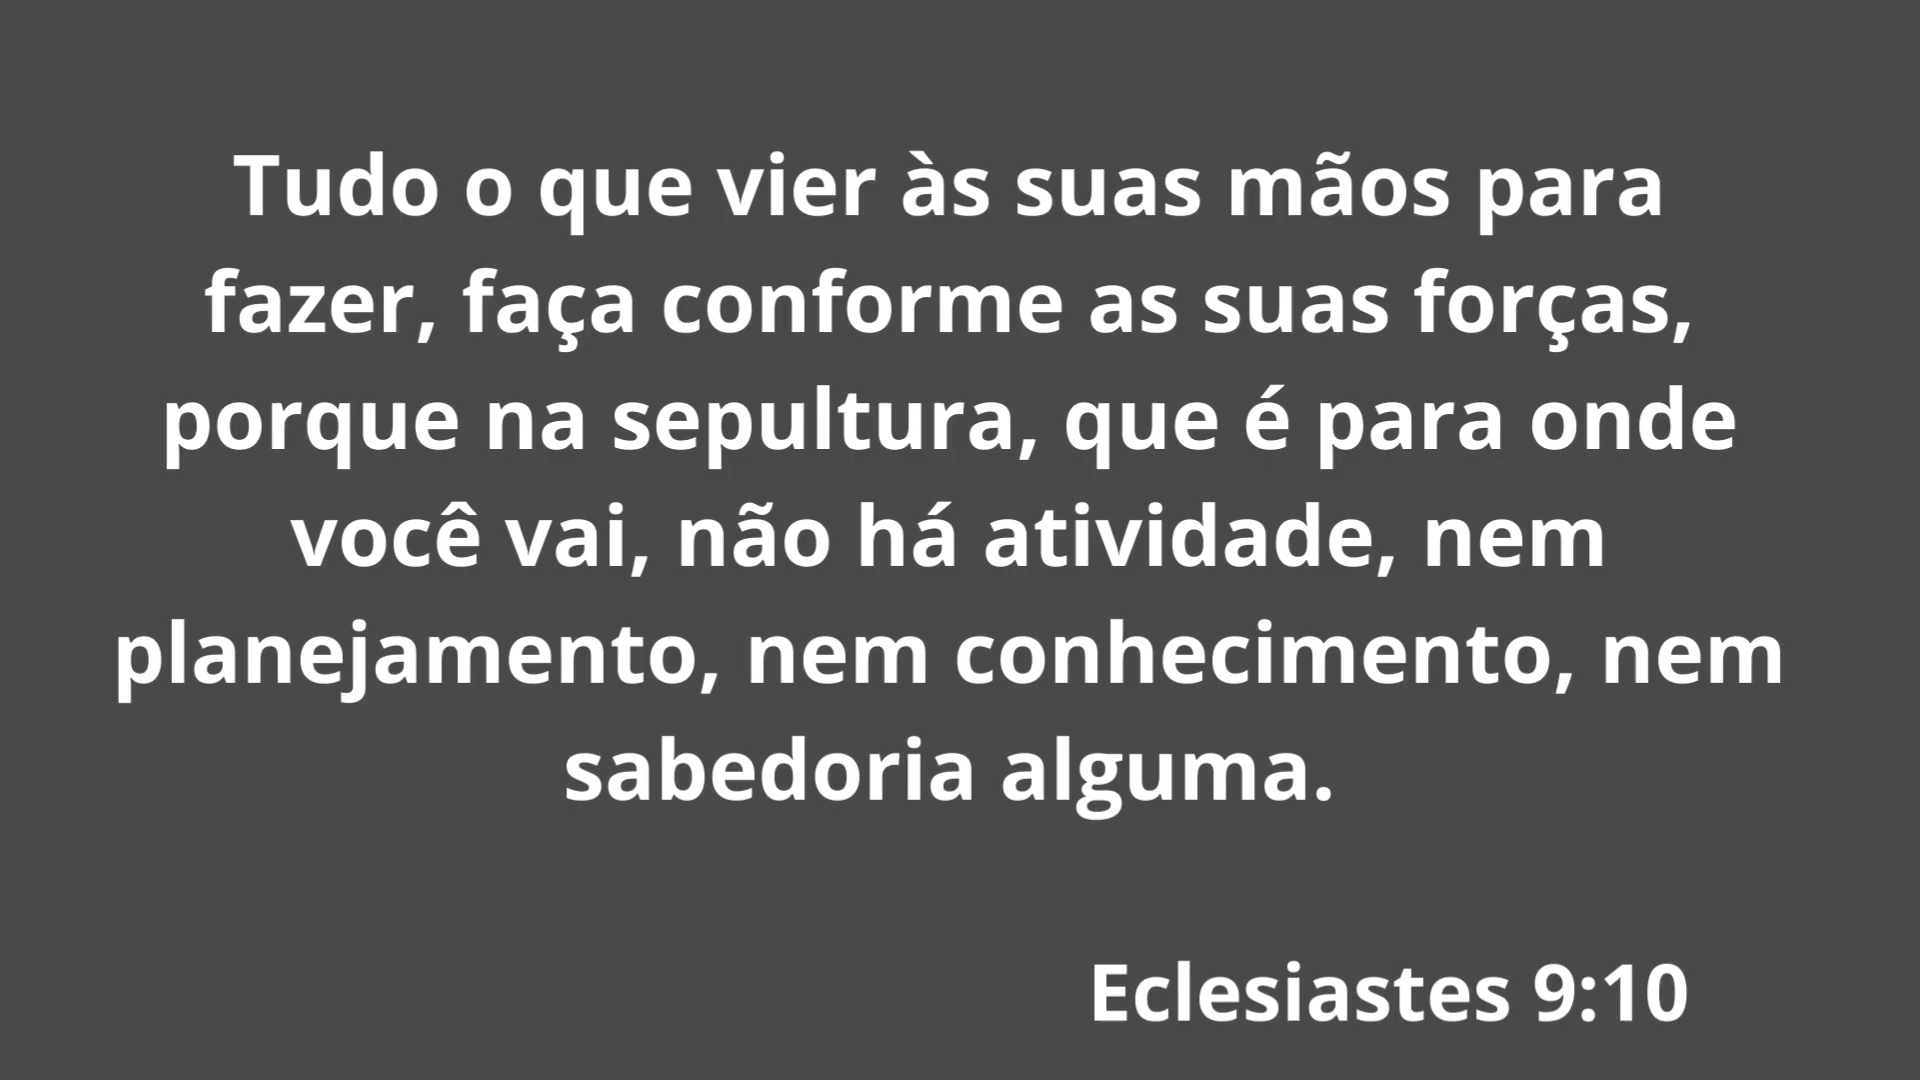 Tudo o que vier às suas mãos para
fazer, faça conforme as suas forças,
porque na sepultura, que é para onde
você vai, não há atividade, nem
planejamento, nem conhecimento, nem
sabedoria alguma.
Eclesiastes 9:10